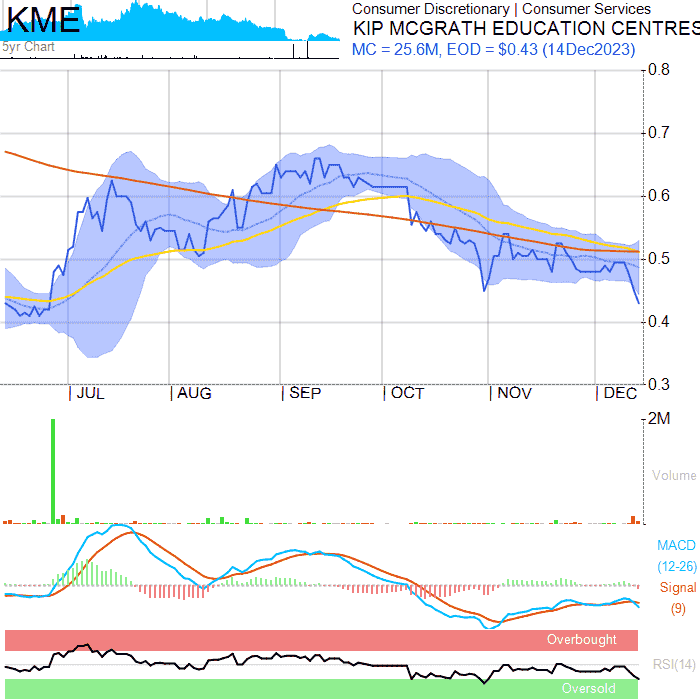 KME
5yr Chart
Consumer Discretionary | Consumer Services
KIP MCGRATH EDUCATION CENTRES
MC = 25.6M, EOD = $0.43 (14Dec2023)
0.8
0.7
0.6
0.5
0.4
0.3
JUL AUG SEP OCT NOV DEC
2M
Volume
MACD
(12-26)
Signal
(9)
Overbought
RSI(14)
Oversold